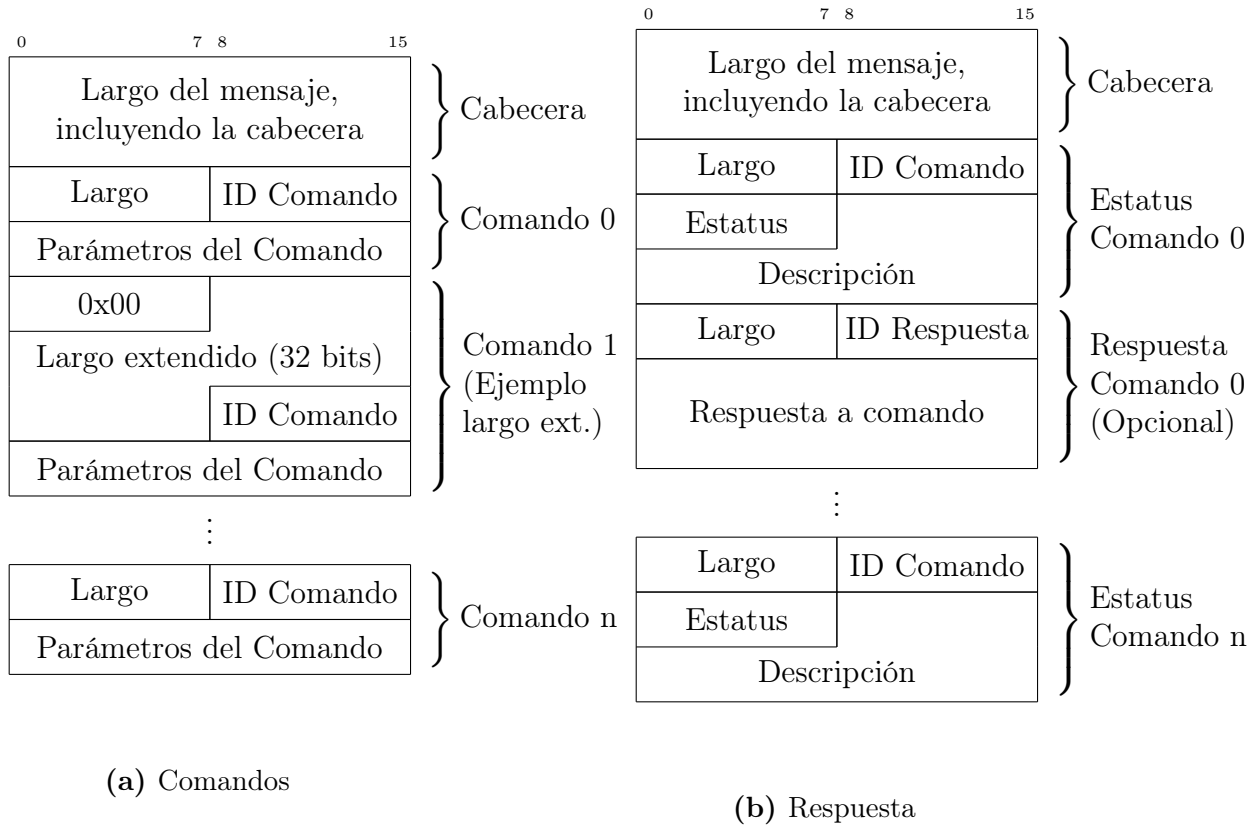 0 7 8 15
Largo del mensaje,
incluyendo la cabecera
Cabecera
Largo ID Comando
Parámetros del Comando
Comando 0
0x00
Largo extendido (32 bits)
ID Comando
Parámetros del Comando
Comando 1
(Ejemplo
largo ext.)
⋮
Largo ID Comando
Parámetros del Comando
Comando n
(a) Comandos
0 7 8 15
Largo del mensaje,
incluyendo la cabecera
Cabecera
Largo ID Comando
Estatus
Descripción
Estatus
Comando 0
Largo ID Respuesta
Respuesta a comando
Respuesta
Comando 0
(Opcional)
⋮
Largo ID Comando
Estatus
Descripción
Estatus
Comando n
(b) Respuesta